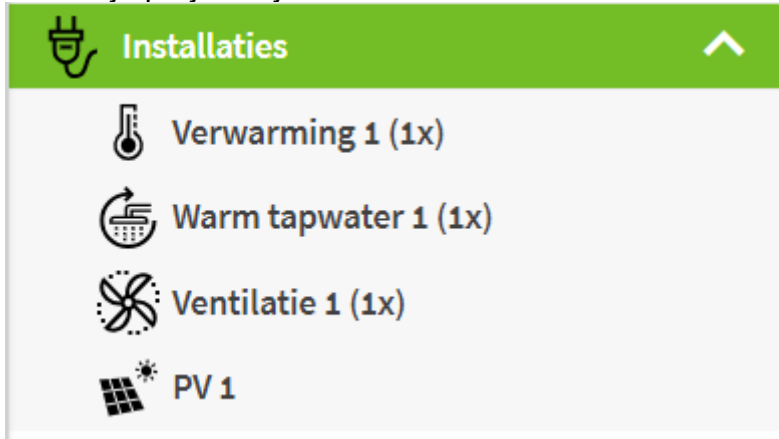 Installaties
Verwarming 1 (1x)
Warm tapwater 1 (1x)
Ventilatie 1 (1x)
PV 1